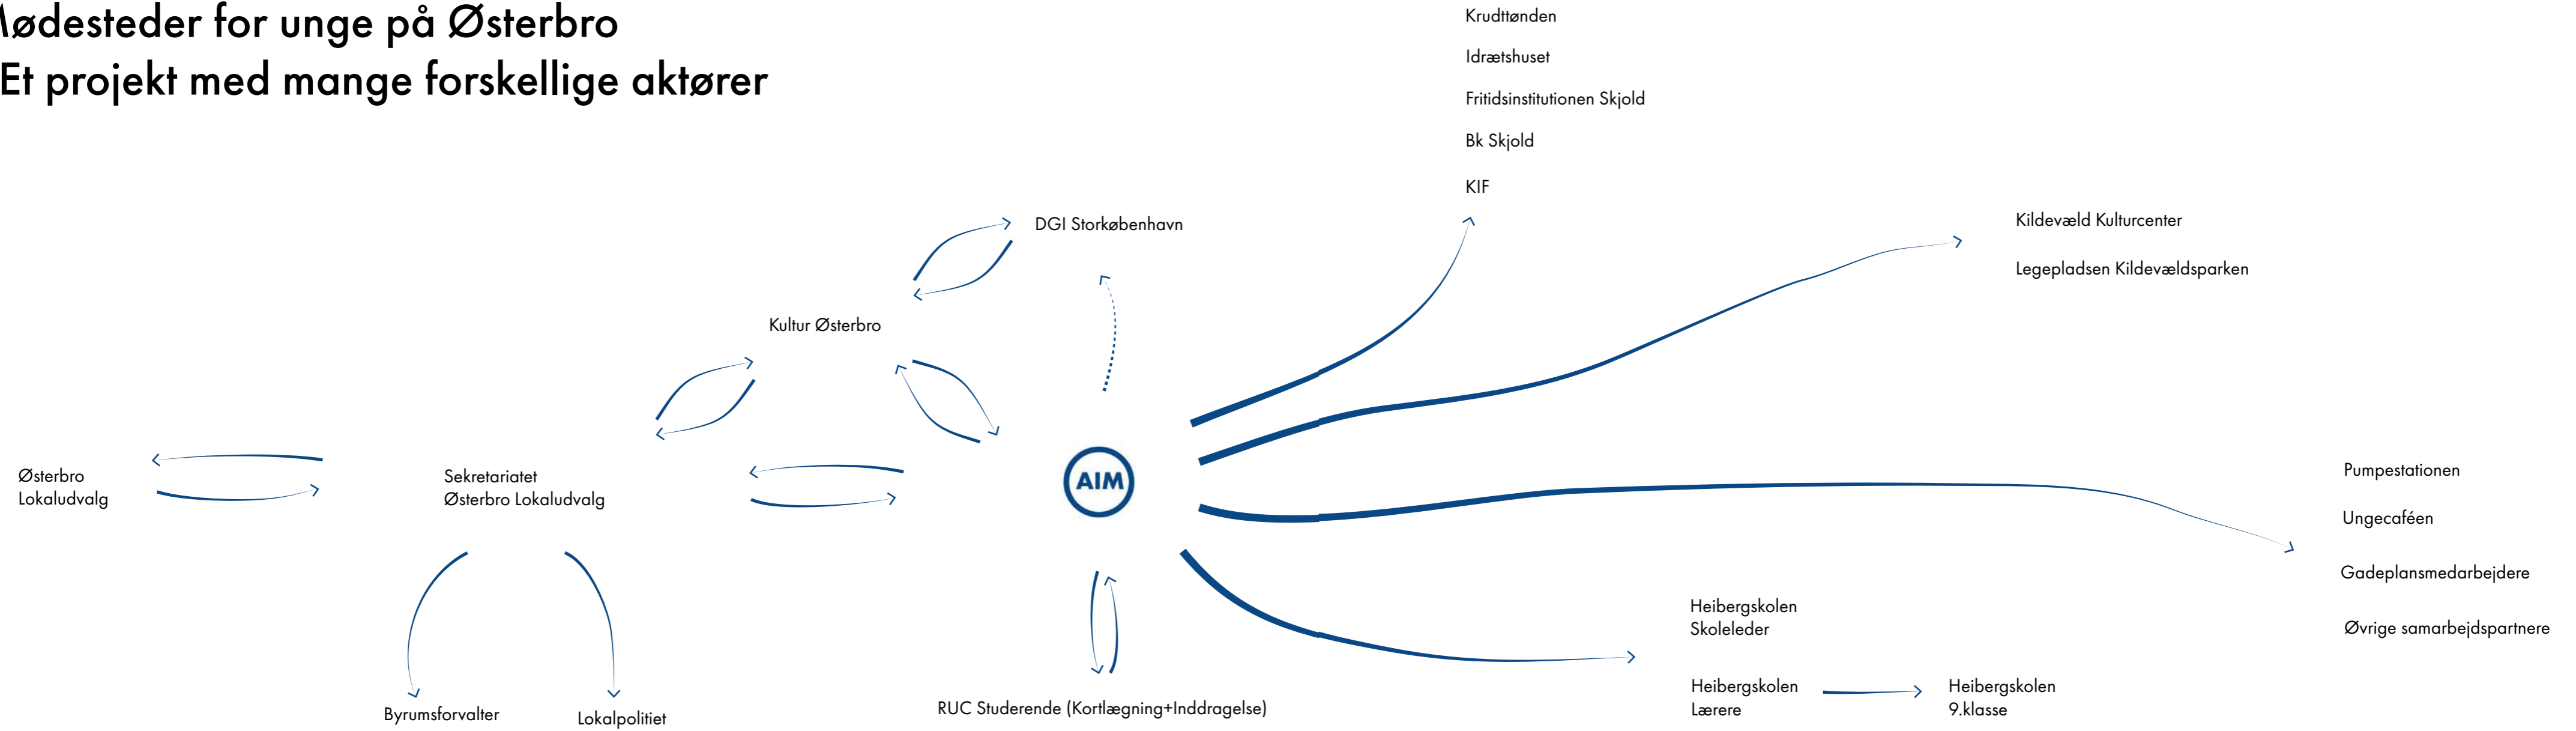 Mødesteder for unge på Østerbro
Et projekt med mange forskellige aktører
Krudttønden
Idrætshuset
Fritidsinstitutionen Skjold
Bk Skjold
KIF
DGI Storkøbenhavn
Kildevæld Kulturcenter
Legepladsen Kildevældsparken
Kultur Østerbro
Østerbro
Lokaludvalg
Sekretariatet
Østerbro Lokaludvalg
AIM
Pumpestationen
Ungecaféen
Gadeplansmedarbejdere
Øvrige samarbejdspartnere
Heibergskolen
Skoleleder
Heibergskolen
Lærere
Heibergskolen
9.klasse
Byrumsforvalter
Lokalpolitiet
RUC Studerende (Kortlægning+Inddragelse)